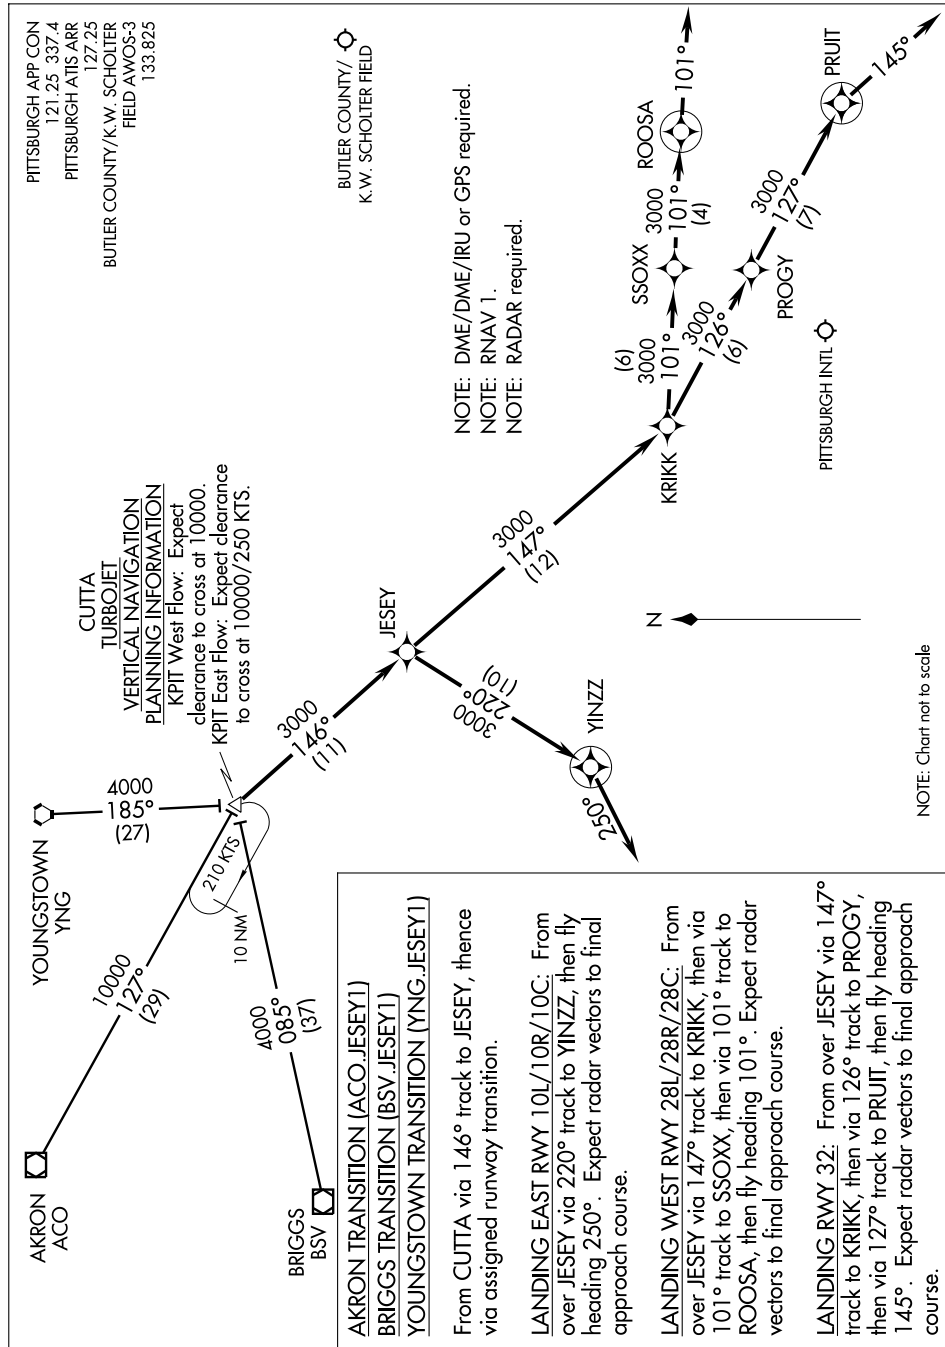 PITTSBURGH APP CON
121.25 337.4
PITTSBURGH ATIS ARR
127.25
BUTLER COUNTY/K.W. SCHOLTER
FIELD AWOS-3
133.825
BUTLER COUNTY/
K.W. SCHOLTER FIELD
CUTTA
TURBOJET
VERTICAL NAVIGATION
PLANNING INFORMATION
KPIT West Flow: Expect
clearance to cross at 10000.
KPIT East Flow: Expect clearance
to cross at 10000/250 KTS.
NOTE: DME/DME/IRU or GPS required.
NOTE: RNAV 1.
NOTE: RADAR required.
AKRON
ACO
YOUNGSTOWN
YNG
BRIGGS
BSV
10000
127°
(29)
4000
185°
(27)
4000
085°
(37)
210 KTS
10 NM
3000
146°
(11)
JESEY
3000
147°
(12)
3000
220°
(10)
YINZZ
250°
KRIKK
(6)
3000
101°
SSOXX
3000
101°
(4)
ROOSA
101°
3000
126°
(6)
PROGY
3000
127°
(7)
PRUIT
145°
PITTSBURGH INTL
N
NOTE: Chart not to scale
AKRON TRANSITION (ACO.JESEY1)
BRIGGS TRANSITION (BSV.JESEY1)
YOUNGSTOWN TRANSITION (YNG.JESEY1)
From CUTTA via 146° track to JESEY, thence
via assigned runway transition.
LANDING EAST RWY 10L/10R/10C: From
over JESEY via 220° track to YINZZ, then fly
heading 250°. Expect radar vectors to final
approach course.
LANDING WEST RWY 28L/28R/28C: From
over JESEY via 147° track to KRIKK, then via
101° track to SSOXX, then via 101° track to
ROOSA, then fly heading 101°. Expect radar
vectors to final approach course.
LANDING RWY 32: From over JESEY via 147°
track to KRIKK, then via 126° track to PROGY,
then via 127° track to PRUIT, then fly heading
145°. Expect radar vectors to final approach
course.